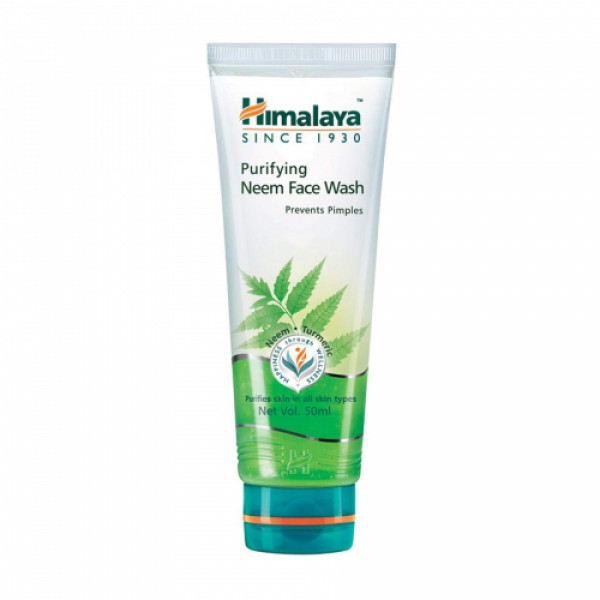 Himalaya™
SINCE 1930
Purifying
Neem Face Wash
Prevents Pimples
Neem • Turmeric
HAPPINESS through WELLNESS
Purifies skin in all skin types
Net Vol. 50ml